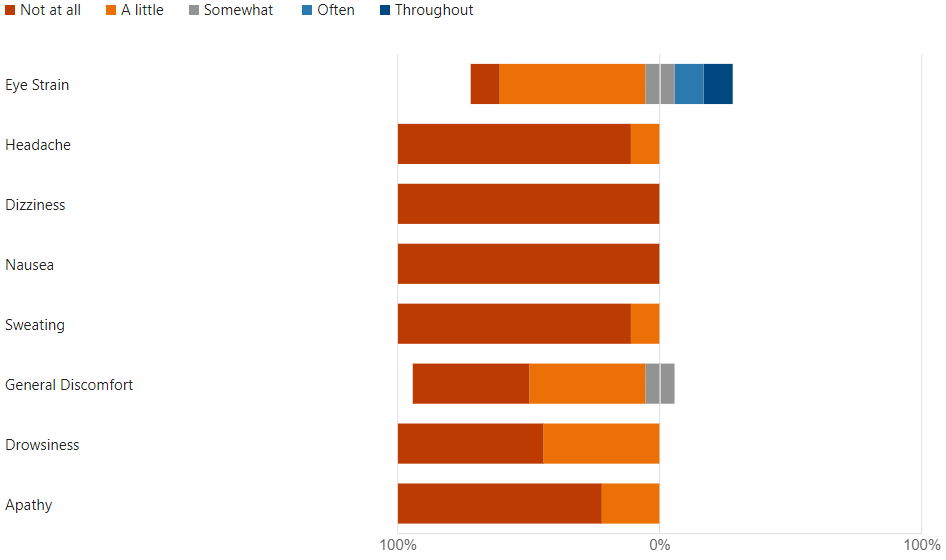 Not at all A little Somewhat Often Throughout
Eye Strain
Headache
Dizziness
Nausea
Sweating
General Discomfort
Drowsiness
Apathy
100% 0% 100%